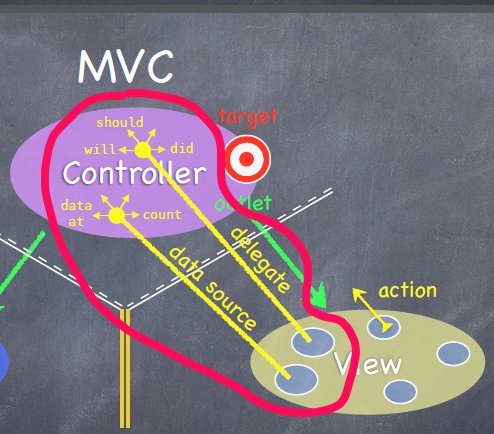 MVC
should
target
will
did
Controller
data
at
count
outlet
delegate
data source
action
View